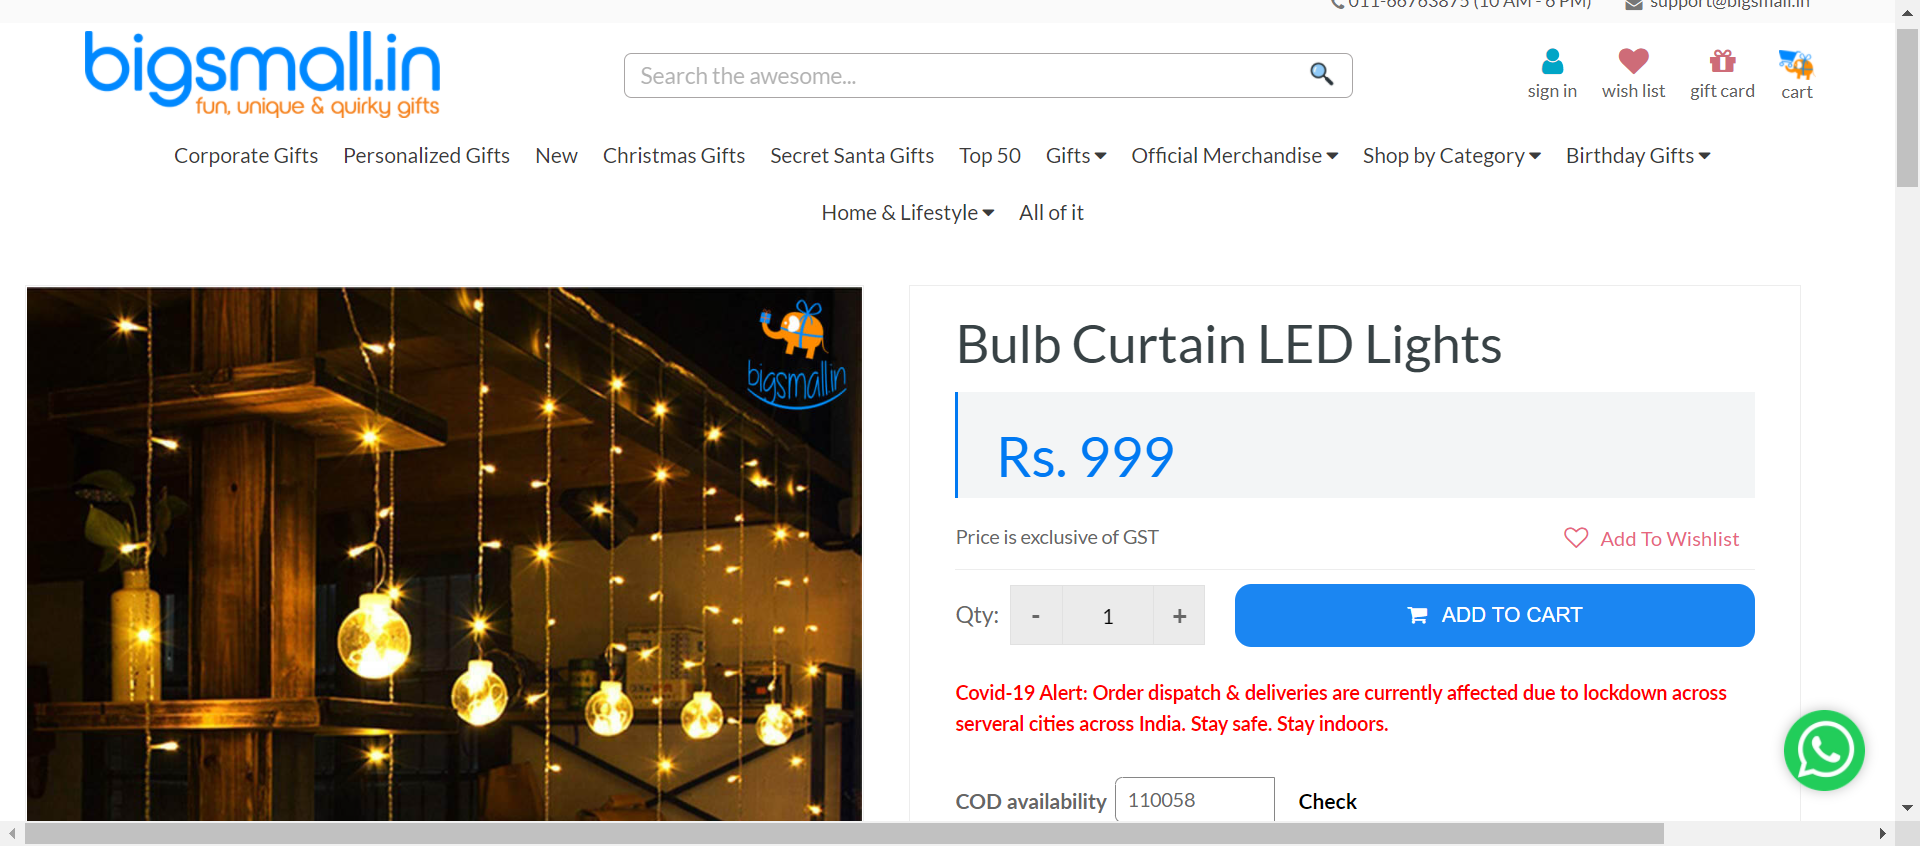 011-66763875 (10 AM - 6 PM) support@bigsmall.in
bigsmall.in
fun, unique & quirky gifts
Search the awesome...
sign in wish list gift card cart
Corporate Gifts Personalized Gifts New Christmas Gifts Secret Santa Gifts Top 50 Gifts Official Merchandise Shop by Category Birthday Gifts
Home & Lifestyle All of it
bigsmall.in
Bulb Curtain LED Lights
Rs. 999
Price is exclusive of GST
Add To Wishlist
Qty: - 1 + ADD TO CART
Covid-19 Alert: Order dispatch & deliveries are currently affected due to lockdown across
serveral cities across India. Stay safe. Stay indoors.
COD availability 110058 Check